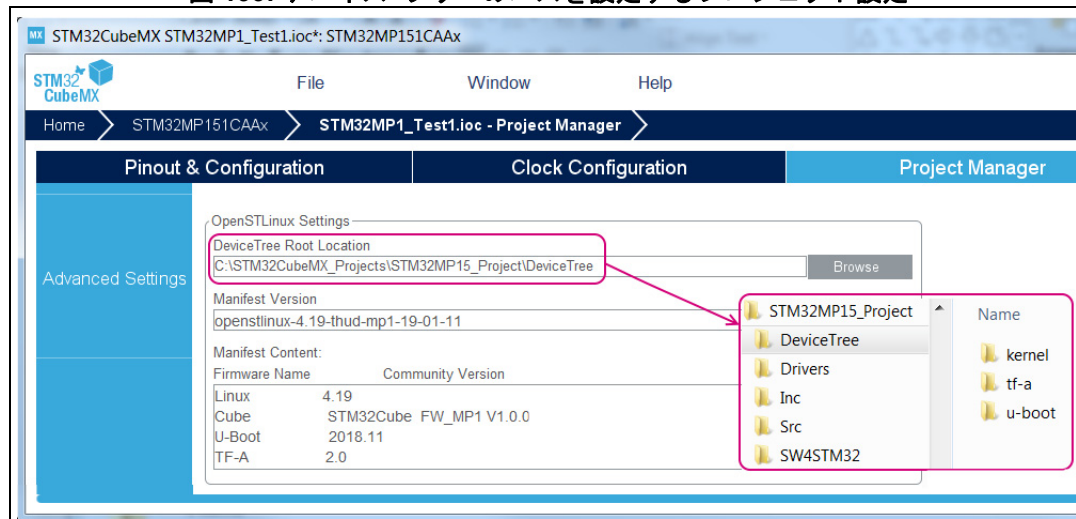 STM32CubeMX STM32MP1_Test1.ioc*: STM32MP151CAAx
STM32
CubeMX
File
Window
Help
Home
STM32MP151CAAx
STM32MP1_Test1.ioc - Project Manager
Pinout & Configuration
Clock Configuration
Project Manager
Advanced Settings
OpenSTLinux Settings
DeviceTree Root Location
C:\STM32CubeMX_Projects\STM32MP15_Project\DeviceTree
Browse
Manifest Version
openstlinux-4.19-thud-mp1-19-01-11
Manifest Content:
Firmware Name Community Version
Linux 4.19
Cube STM32Cube FW_MP1 V1.0.0
U-Boot 2018.11
TF-A 2.0
STM32MP15_Project
DeviceTree
Drivers
Inc
Src
SW4STM32
Name
kernel
tf-a
u-boot